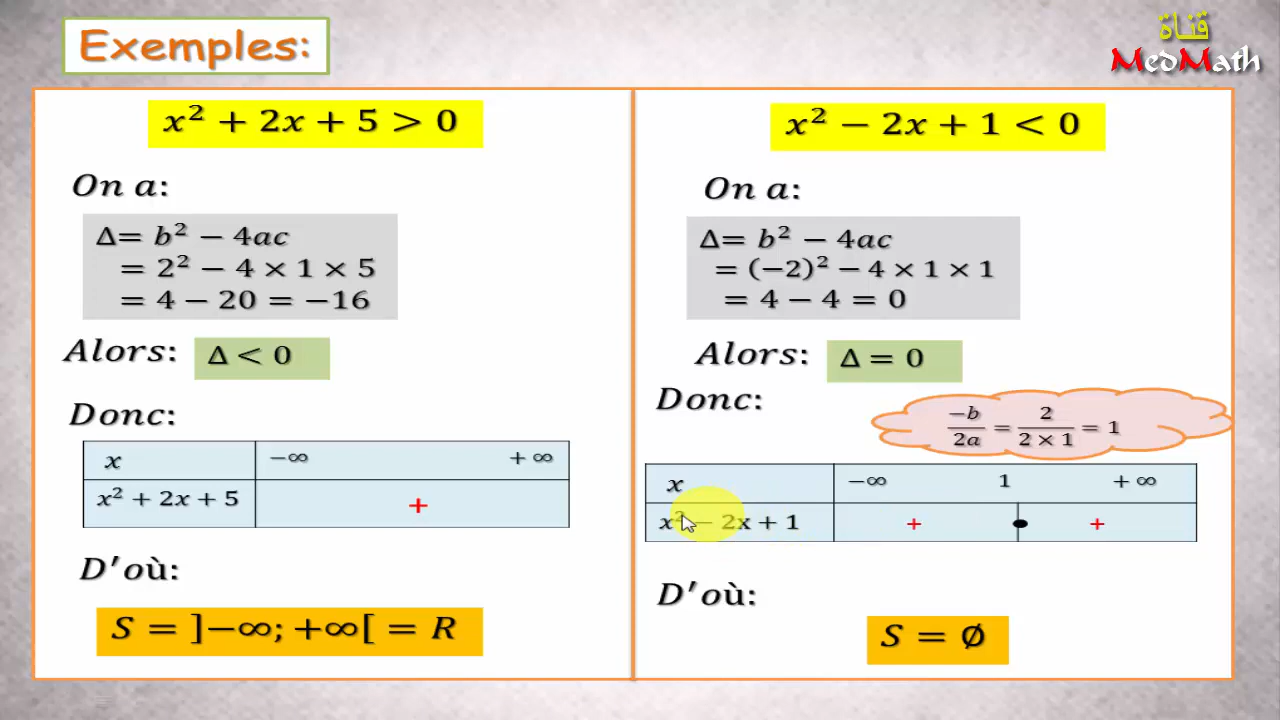 Exemples:
قناة
MedMath
x² + 2x + 5 > 0
On a:
Δ= b² − 4ac
= 2² − 4 × 1 × 5
= 4 − 20 = −16
Alors: Δ < 0
Donc:
x −∞ +∞
x² + 2x + 5 +
D'où:
S = ]−∞; +∞[ = R
x² − 2x + 1 < 0
On a:
Δ= b² − 4ac
= (−2)² − 4 × 1 × 1
= 4 − 4 = 0
Alors: Δ = 0
Donc:
−b/2a = 2/(2 × 1) = 1
x −∞ 1 +∞
x² − 2x + 1 + +
D'où:
S = ∅